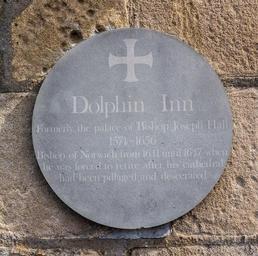 Dolphin Inn
Formerly the palace of Bishop Joseph Hall
1574-1656
Bishop of Norwich from 1641 until 1647 when
he was forced to retire after his cathedral
had been pillaged and desecrated